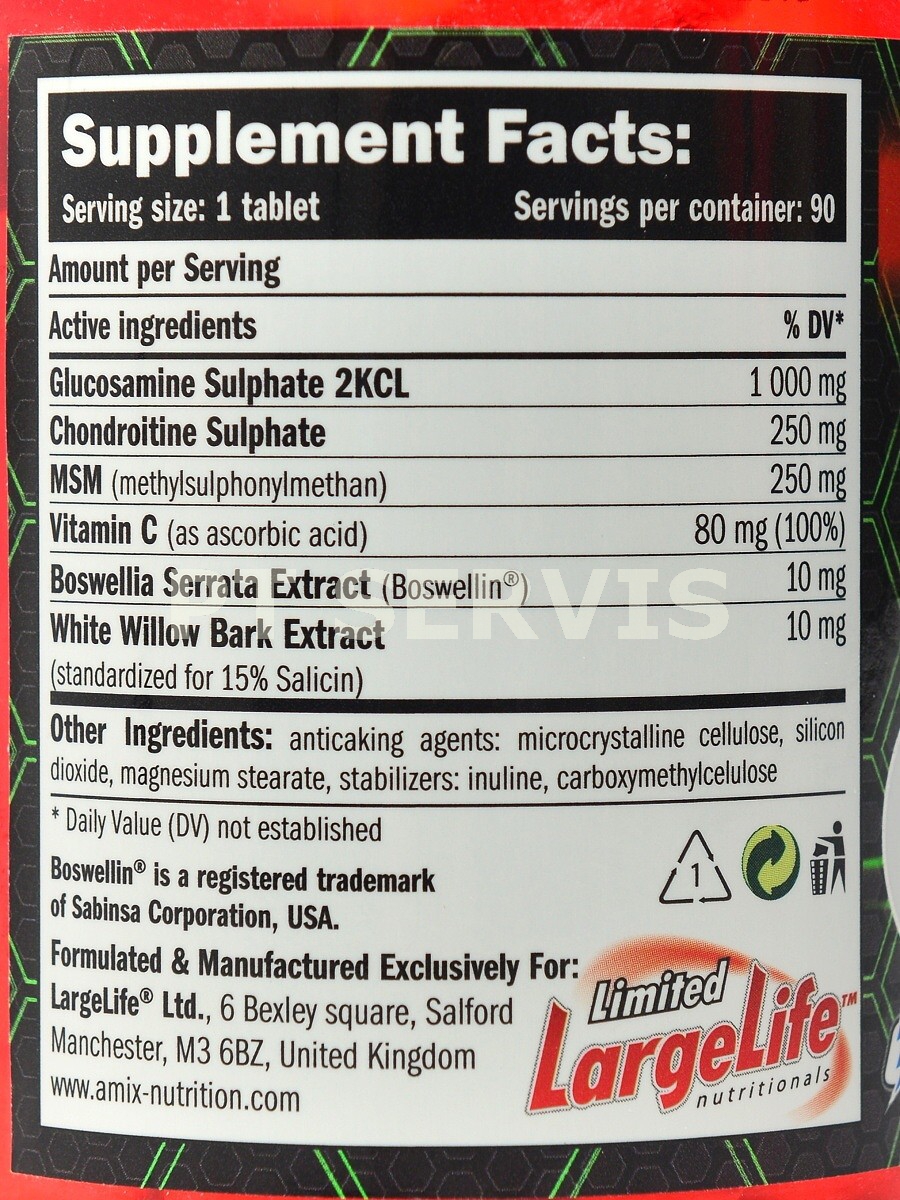 Supplement Facts:
Serving size: 1 tablet Servings per container: 90
Amount per Serving
Active ingredients % DV*
Glucosamine Sulphate 2KCL 1 000 mg
Chondroitine Sulphate 250 mg
MSM (methylsulphonylmethan) 250 mg
Vitamin C (as ascorbic acid) 80 mg (100%)
Boswellia Serrata Extract (Boswellin®) 10 mg
White Willow Bark Extract 10 mg
(standardized for 15% Salicin)
Other Ingredients: anticaking agents: microcrystalline cellulose, silicon
dioxide, magnesium stearate, stabilizers: inuline, carboxymethylcelulose
* Daily Value (DV) not established
1
Boswellin® is a registered trademark
of Sabinsa Corporation, USA.
Formulated & Manufactured Exclusively For:
LargeLife® Ltd., 6 Bexley square, Salford
Manchester, M3 6BZ, United Kingdom
www.amix-nutrition.com
Limited
LargeLife™
nutritionals
SERVIS